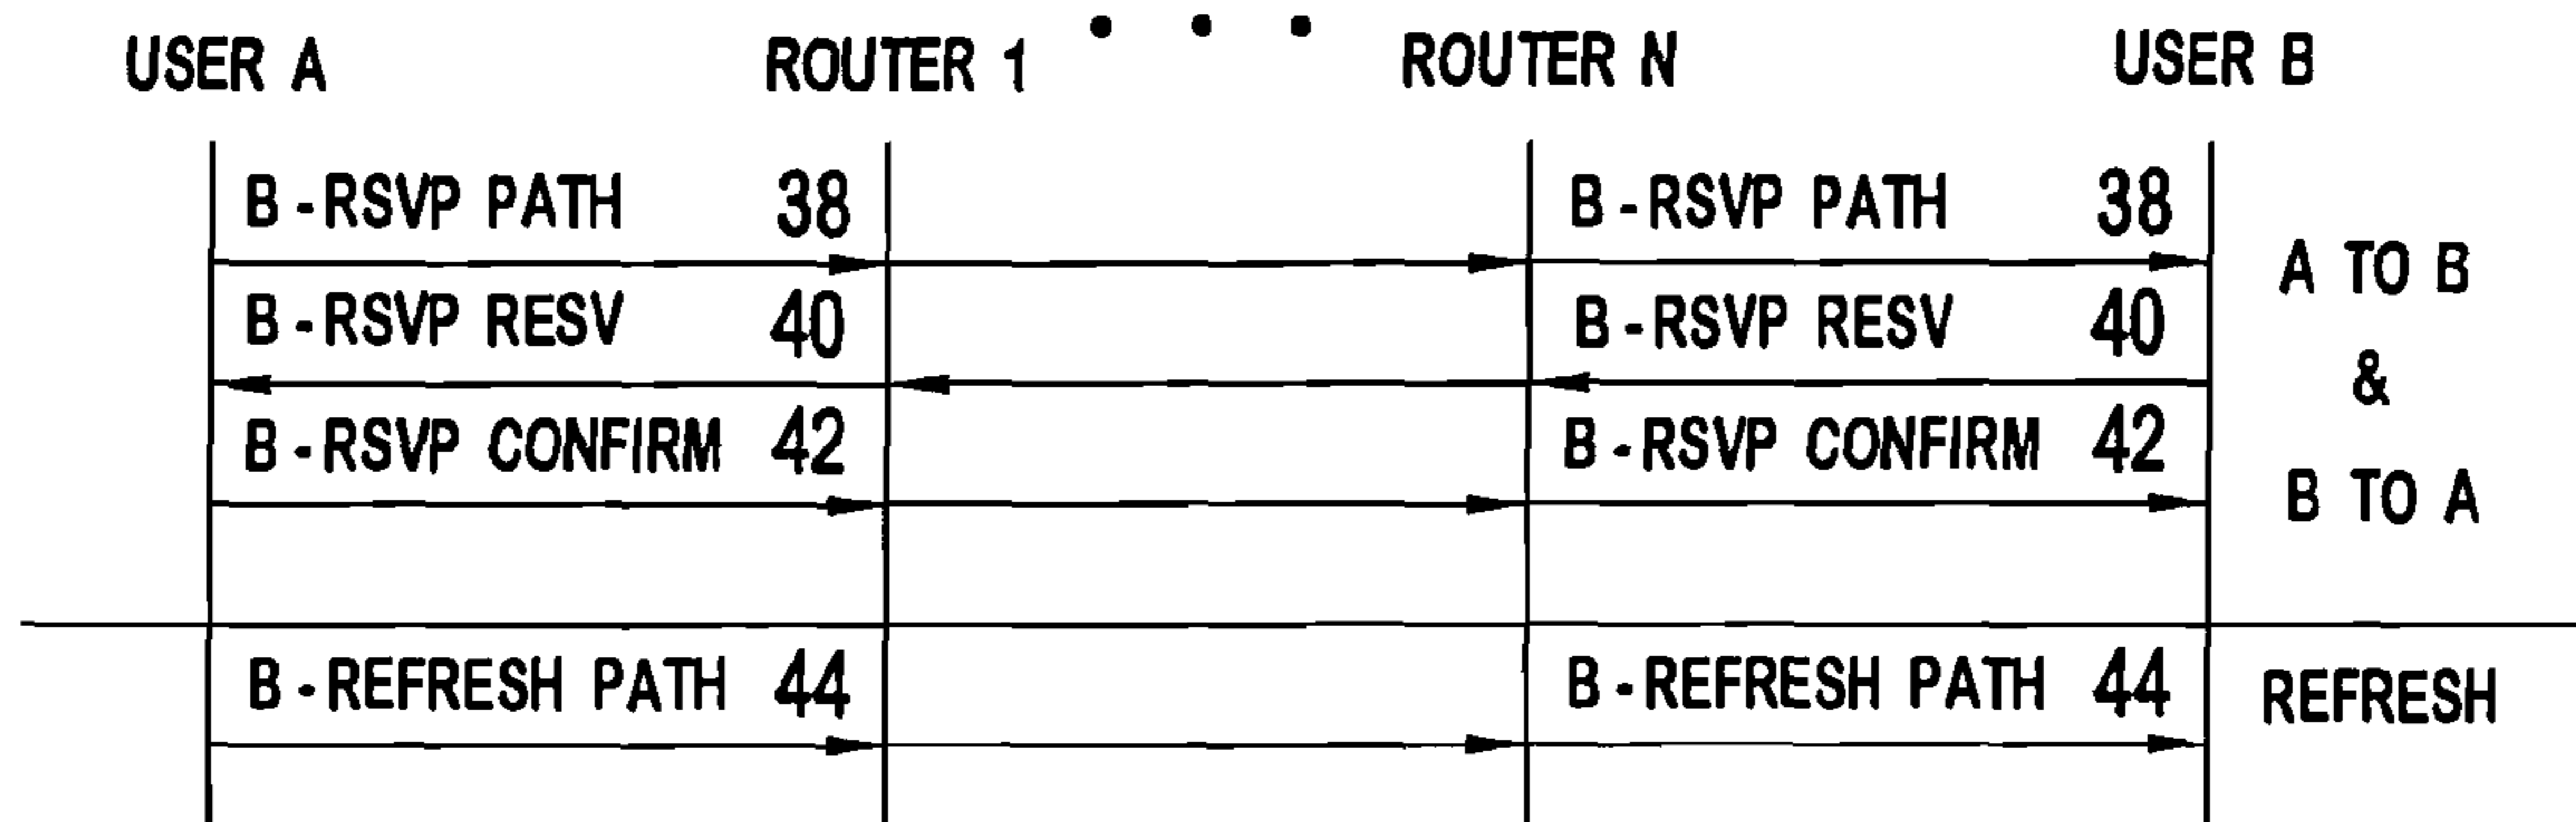 USER A ROUTER 1 • • • ROUTER N USER B
B-RSVP PATH 38 B-RSVP PATH 38
A TO B
B-RSVP RESV 40 B-RSVP RESV 40
&
B-RSVP CONFIRM 42 B-RSVP CONFIRM 42
B TO A
B-REFRESH PATH 44 B-REFRESH PATH 44 REFRESH